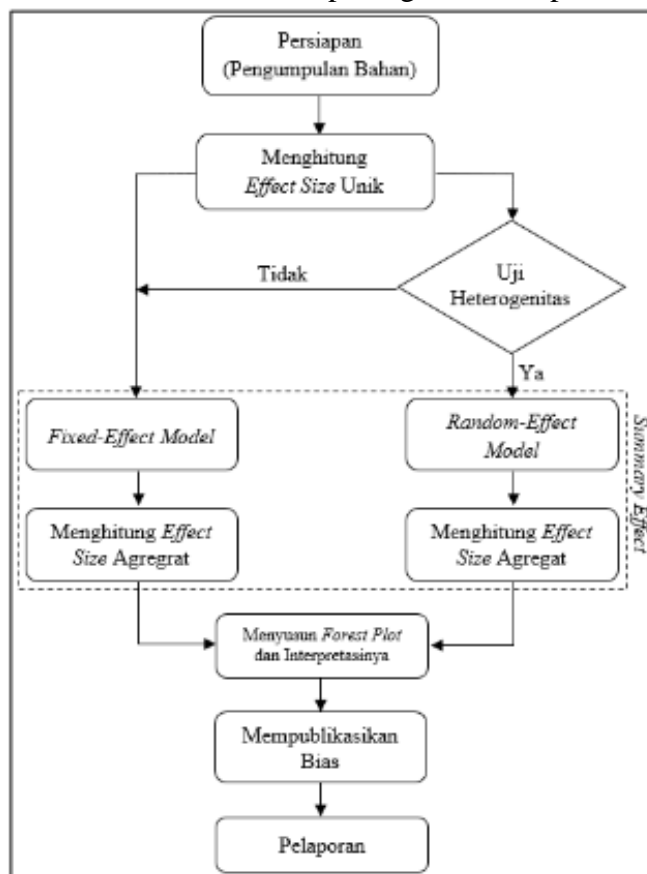 Persiapan
(Pengumpulan Bahan)
Menghitung
Effect Size Unik
Tidak
Uji
Heterogenitas
Ya
Fixed-Effect Model
Random-Effect
Model
Summary Effect
Menghitung Effect
Size Agregrat
Menghitung Effect
Size Agregat
Menyusun Forest Plot
dan Interpretasinya
Mempublikasikan
Bias
Pelaporan